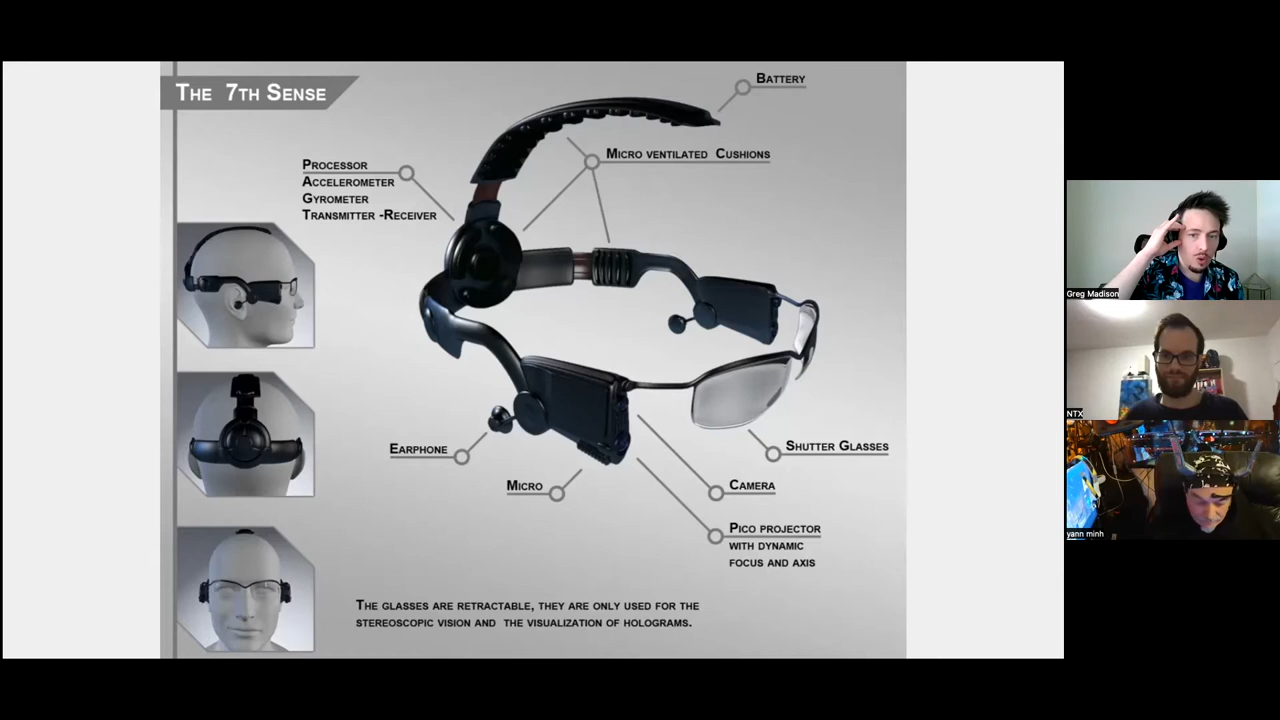 The 7th Sense
Battery
Micro ventilated Cushions
Processor
Accelerometer
Gyrometer
Transmitter -Receiver
Earphone
Micro
Shutter Glasses
Camera
Pico projector
with dynamic
focus and axis
The glasses are retractable, they are only used for the
stereoscopic vision and the visualization of holograms.
Greg Madison
NTX
yann minh